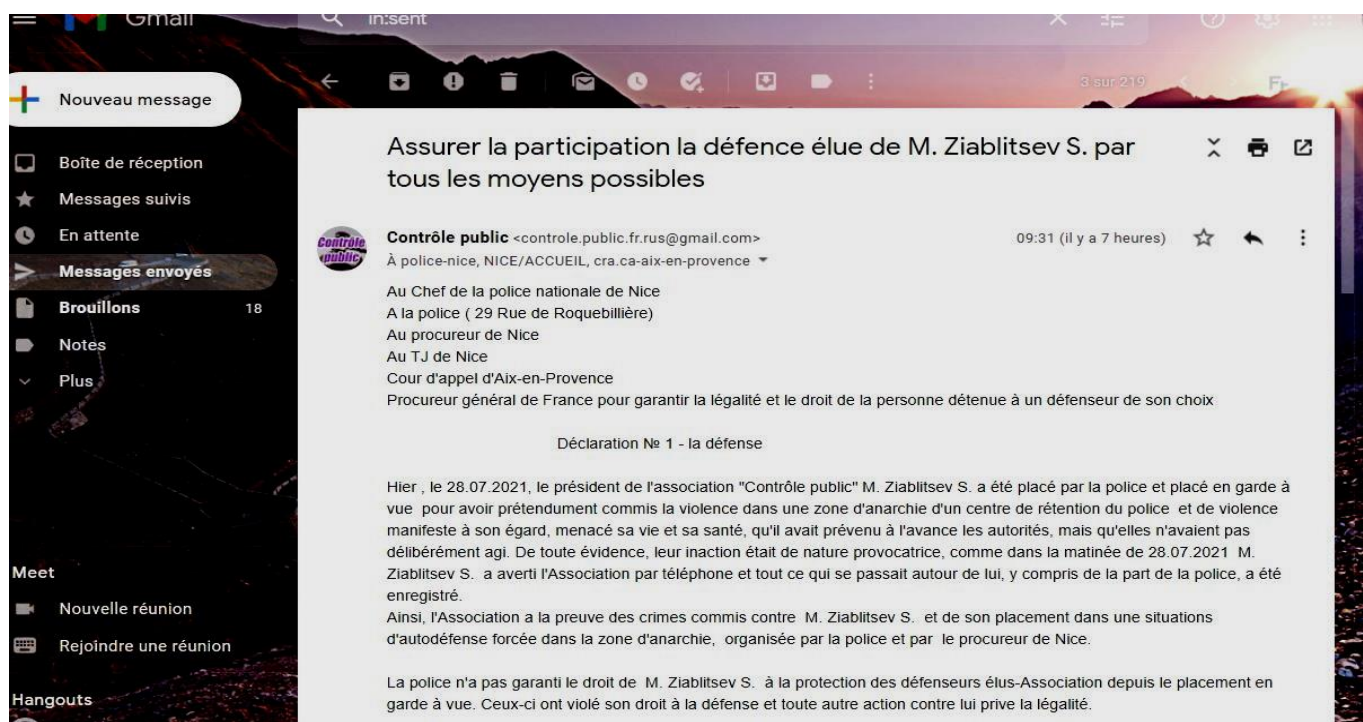 Gmail
in:sent
Nouveau message
3 sur 219
Boîte de réception
Messages suivis
En attente
Messages envoyés
Brouillons 18
Notes
Plus
Meet
Nouvelle réunion
Rejoindre une réunion
Hangouts
Assurer la participation la défence élue de M. Ziablitsev S. par
tous les moyens possibles
Contrôle public
Contrôle public <controle.public.fr.rus@gmail.com> 09:31 (il y a 7 heures)
À police-nice, NICE/ACCUEIL, cra.ca-aix-en-provence
Au Chef de la police nationale de Nice
A la police ( 29 Rue de Roquebillière)
Au procureur de Nice
Au TJ de Nice
Cour d'appel d'Aix-en-Provence
Procureur général de France pour garantir la légalité et le droit de la personne détenue à un défenseur de son choix
Déclaration № 1 - la défense
Hier , le 28.07.2021, le président de l'association "Contrôle public" M. Ziablitsev S. a été placé par la police et placé en garde à
vue pour avoir prétendument commis la violence dans une zone d'anarchie d'un centre de rétention du police et de violence
manifeste à son égard, menacé sa vie et sa santé, qu'il avait prévenu à l'avance les autorités, mais qu'elles n'avaient pas
délibérément agi. De toute évidence, leur inaction était de nature provocatrice, comme dans la matinée de 28.07.2021 M.
Ziablitsev S. a averti l'Association par téléphone et tout ce qui se passait autour de lui, y compris de la part de la police, a été
enregistré.
Ainsi, l'Association a la preuve des crimes commis contre M. Ziablitsev S. et de son placement dans une situations
d'autodéfense forcée dans la zone d'anarchie, organisée par la police et par le procureur de Nice.
La police n'a pas garanti le droit de M. Ziablitsev S. à la protection des défenseurs élus-Association depuis le placement en
garde à vue. Ceux-ci ont violé son droit à la défense et toute autre action contre lui prive la légalité.